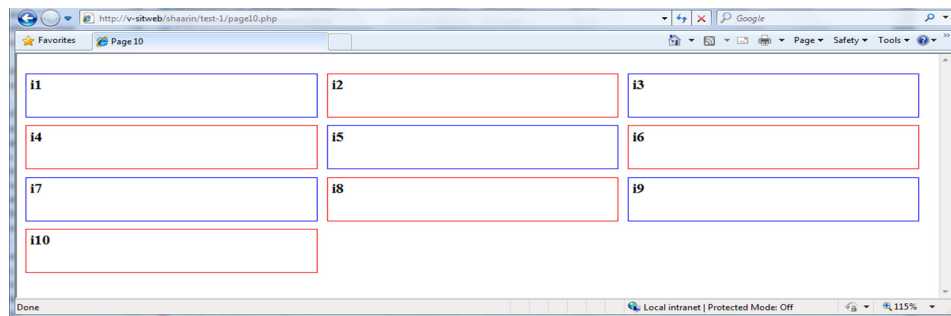 http://v-sitweb/shaarin/test-1/page10.php
Google
Favorites
Page 10
Page
Safety
Tools
i1
i2
i3
i4
i5
i6
i7
i8
i9
i10
Done
Local intranet | Protected Mode: Off
115%